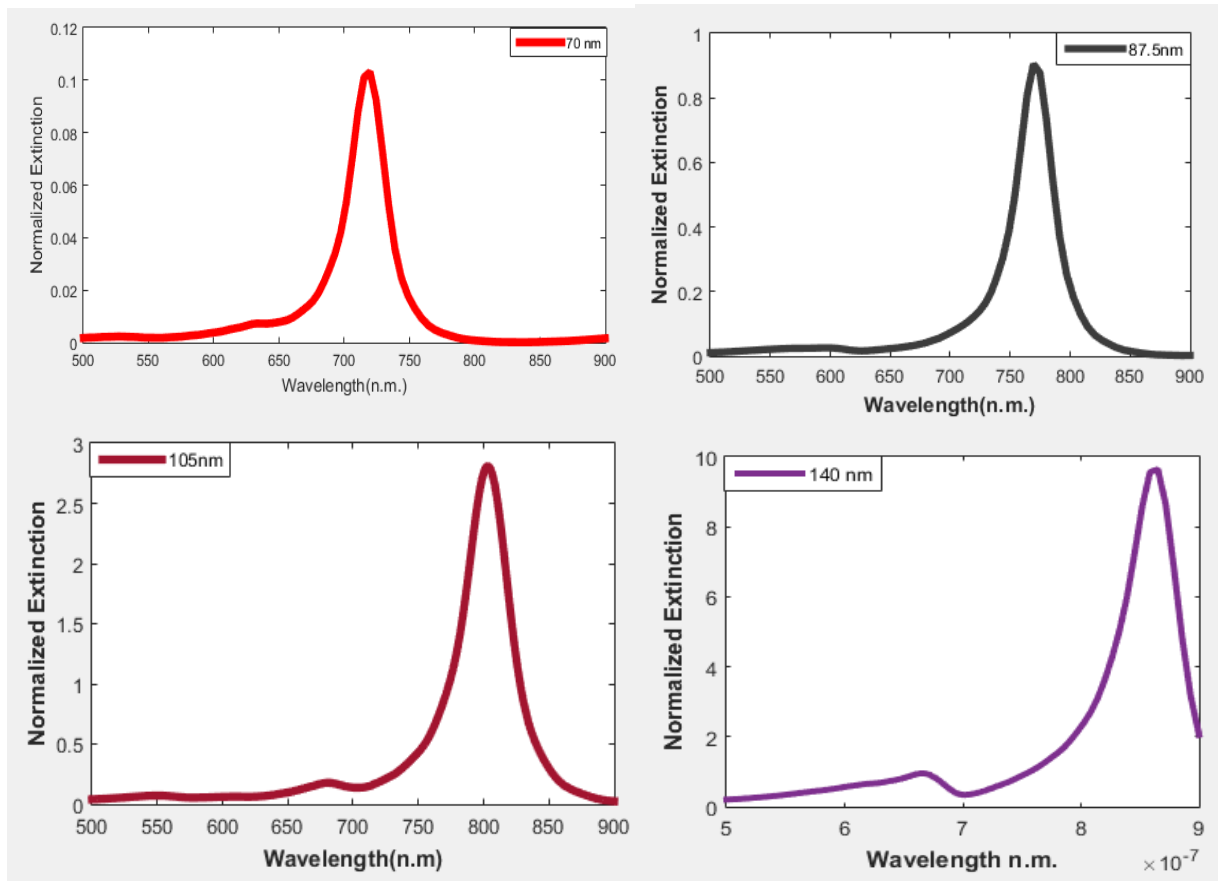 0.12
0.1
0.08
0.06
0.04
0.02
0
Normalized Extinction
70 nm
500 550 600 650 700 750 800 850 900
Wavelength(n.m.)
1
0.8
0.6
0.4
0.2
0
Normalized Extinction
87.5nm
500 550 600 650 700 750 800 850 900
Wavelength(n.m.)
3
2.5
2
1.5
1
0.5
0
Normalized Extinction
105nm
500 550 600 650 700 750 800 850 900
Wavelength(n.m)
10
8
6
4
2
0
Normalized Extinction
140 nm
5 6 7 8 9
Wavelength n.m.
×10⁻⁷